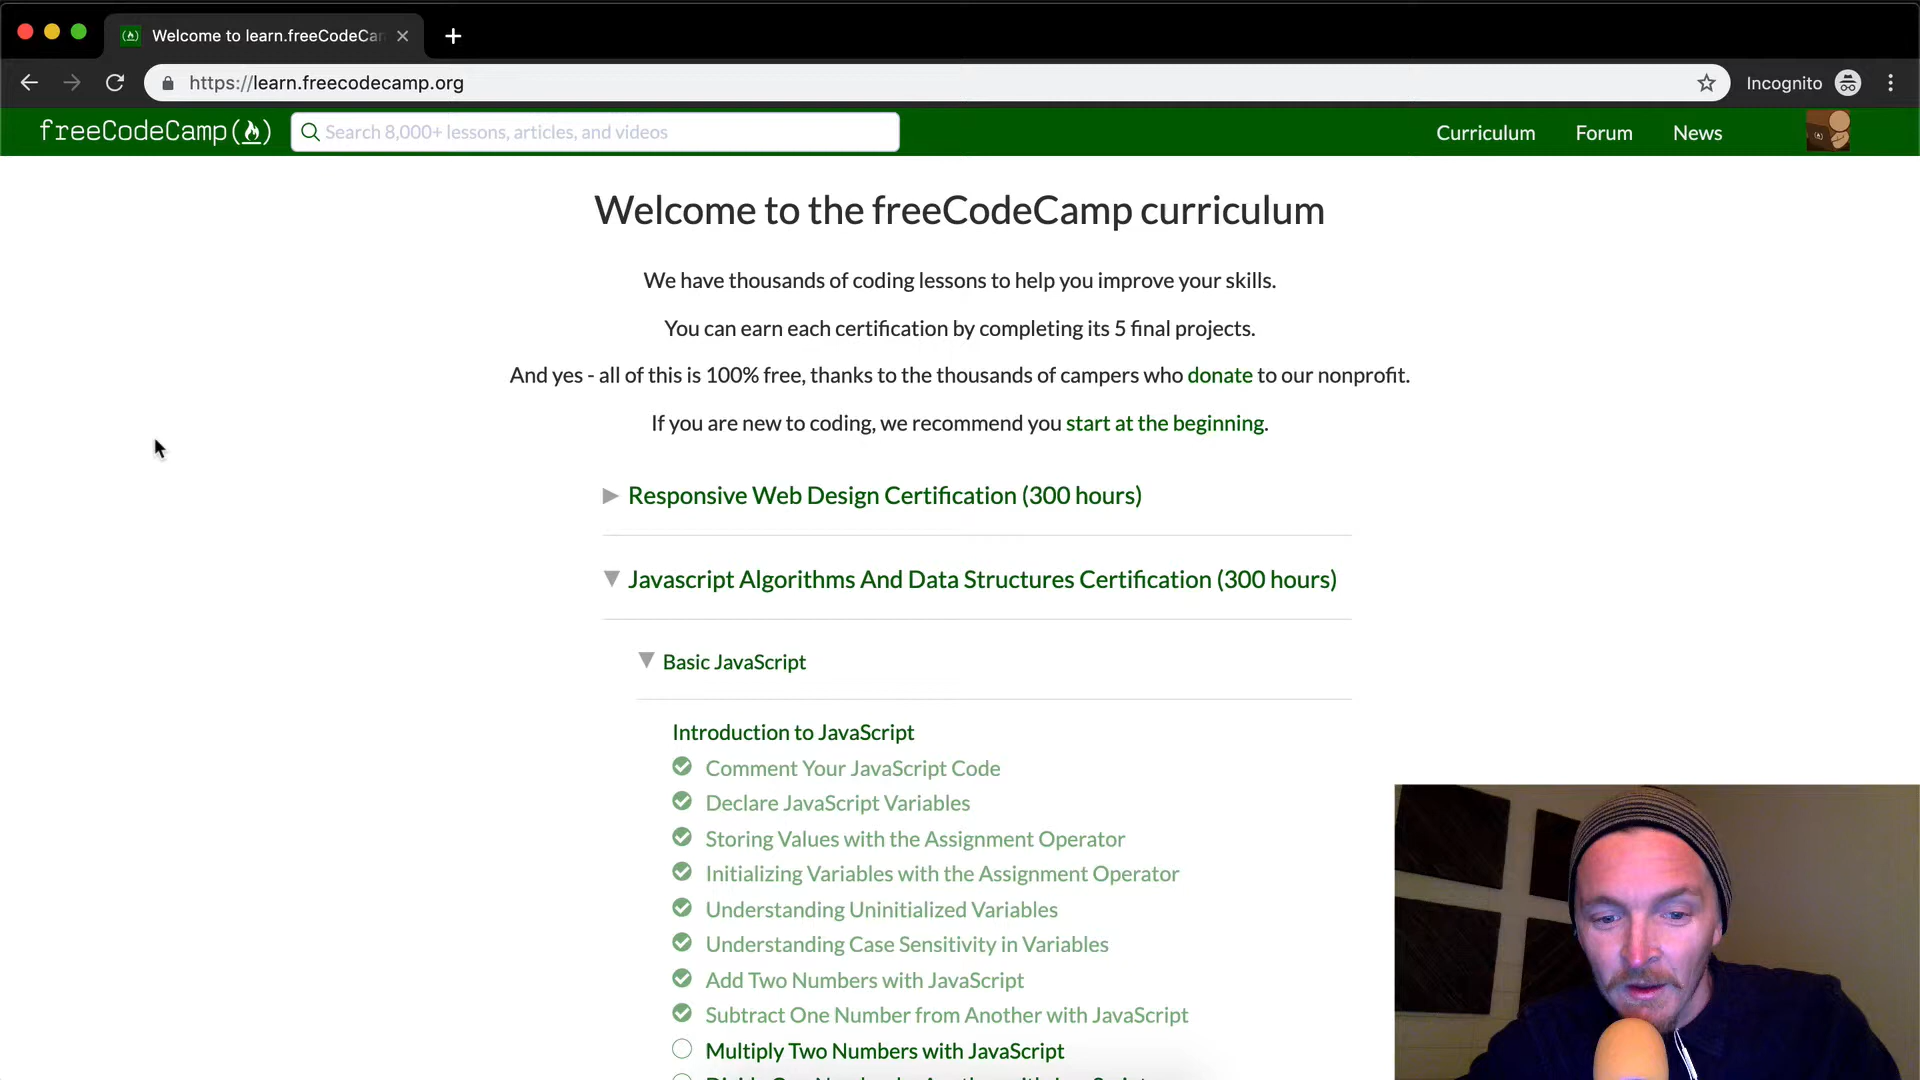 Welcome to learn.freeCodeCar
https://learn.freecodecamp.org
Incognito
freeCodeCamp
Search 8,000+ lessons, articles, and videos
Curriculum
Forum
News
Welcome to the freeCodeCamp curriculum
We have thousands of coding lessons to help you improve your skills.
You can earn each certification by completing its 5 final projects.
And yes - all of this is 100% free, thanks to the thousands of campers who donate to our nonprofit.
If you are new to coding, we recommend you start at the beginning.
Responsive Web Design Certification (300 hours)
Javascript Algorithms And Data Structures Certification (300 hours)
Basic JavaScript
Introduction to JavaScript
Comment Your JavaScript Code
Declare JavaScript Variables
Storing Values with the Assignment Operator
Initializing Variables with the Assignment Operator
Understanding Uninitialized Variables
Understanding Case Sensitivity in Variables
Add Two Numbers with JavaScript
Subtract One Number from Another with JavaScript
Multiply Two Numbers with JavaScript